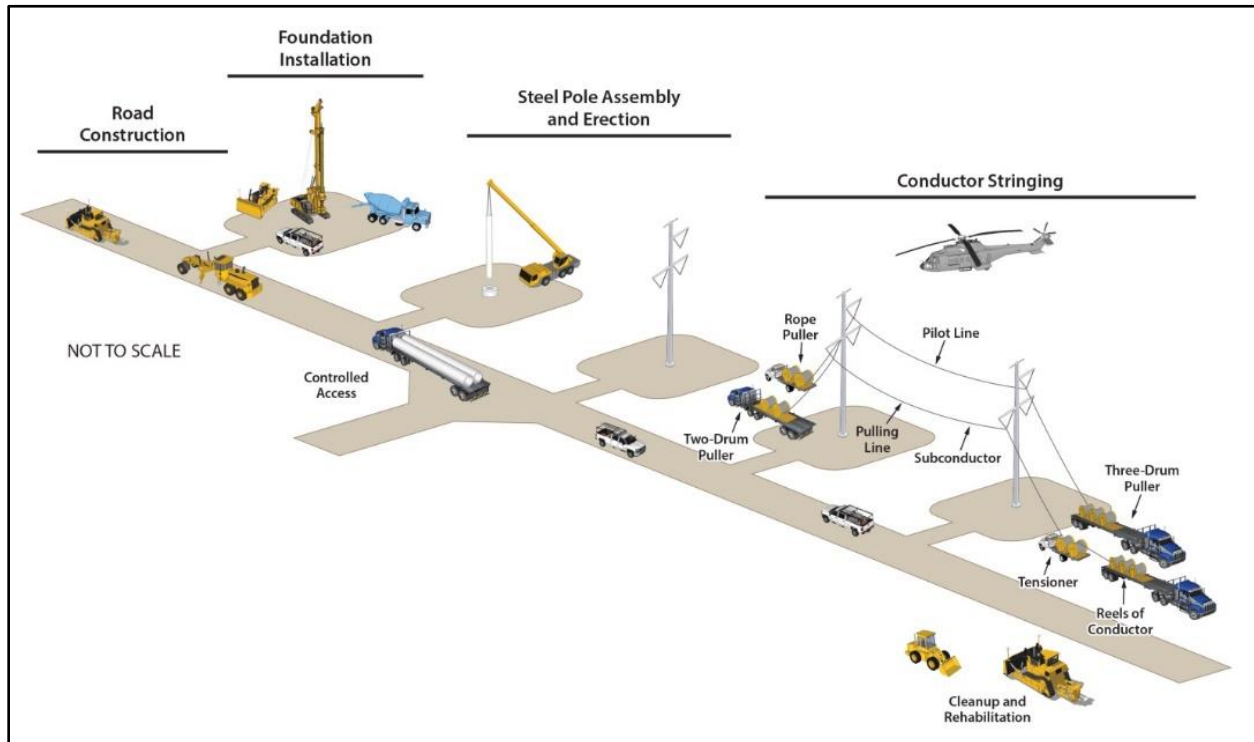 Foundation
Installation
Road
Construction
Steel Pole Assembly
and Erection
Conductor Stringing
NOT TO SCALE
Controlled
Access
Rope
Puller
Pilot Line
Two-Drum
Puller
Pulling
Line
Subconductor
Three-Drum
Puller
Tensioner
Reels of
Conductor
Cleanup and
Rehabilitation